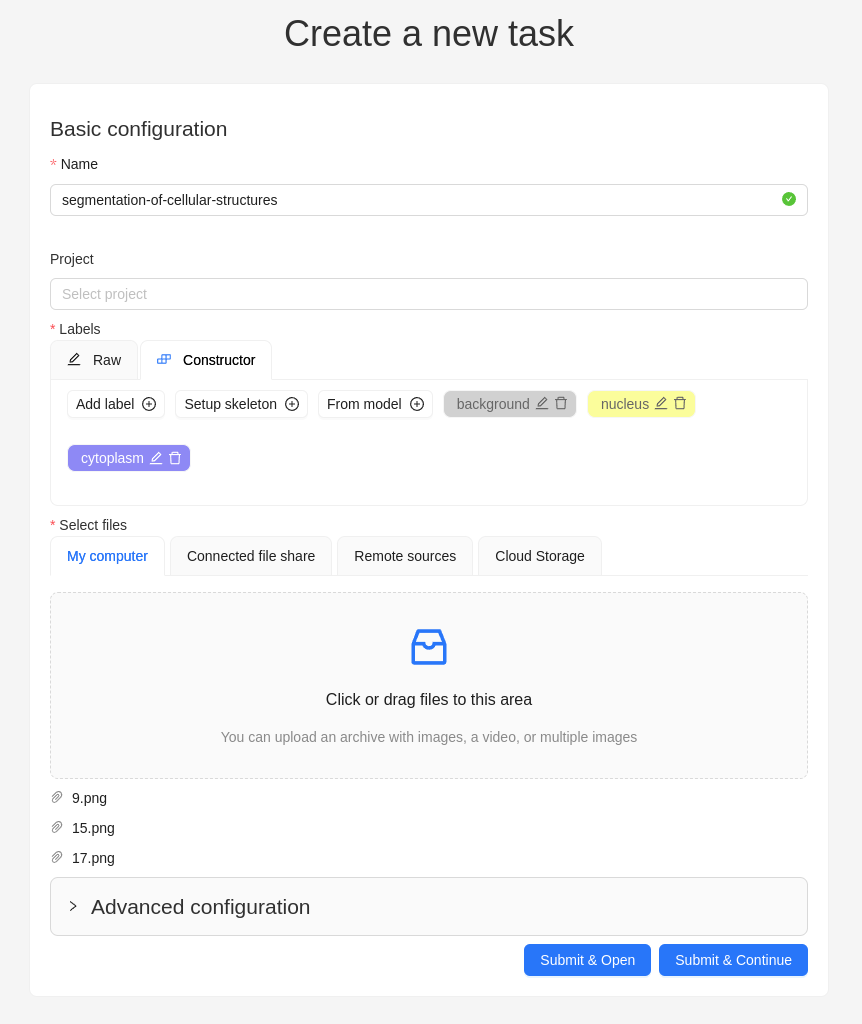 Create a new task
Basic configuration
* Name
segmentation-of-cellular-structures
Project
Select project
* Labels
Raw Constructor
Add label Setup skeleton From model background nucleus
cytoplasm
* Select files
My computer Connected file share Remote sources Cloud Storage
Click or drag files to this area
You can upload an archive with images, a video, or multiple images
9.png
15.png
17.png
Advanced configuration
Submit & Open Submit & Continue